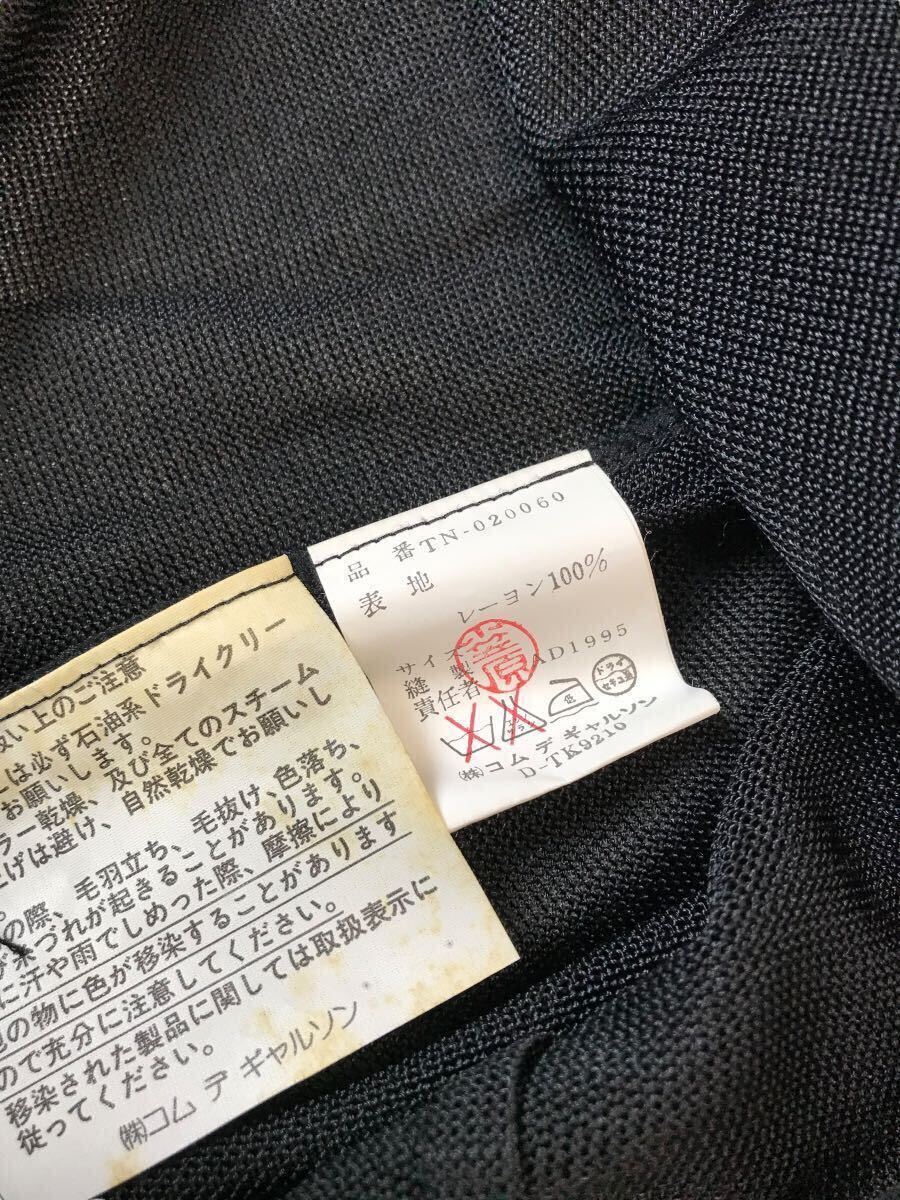 品 番 TN-020060
表 地
レーヨン100%
サイズ
縫製 AD1995
責任者
ドライ
セキユ系
㈱コム デ ギャルソン
D-TK9210
扱い上のご注意
は必ず石油系ドライクリー
お願いします。
ラー乾燥、及び全てのスチーム
上げは避け、自然乾燥でお願いし
の際、毛羽立ち、毛抜け、色落ち、
び糸づれが起きることがあります。
に汗や雨でしめった際、摩擦により
の物に色が移染することがあります
ので充分に注意してください。
移染された製品に関しては取扱表示に
従ってください。
㈱コム デ ギャルソン